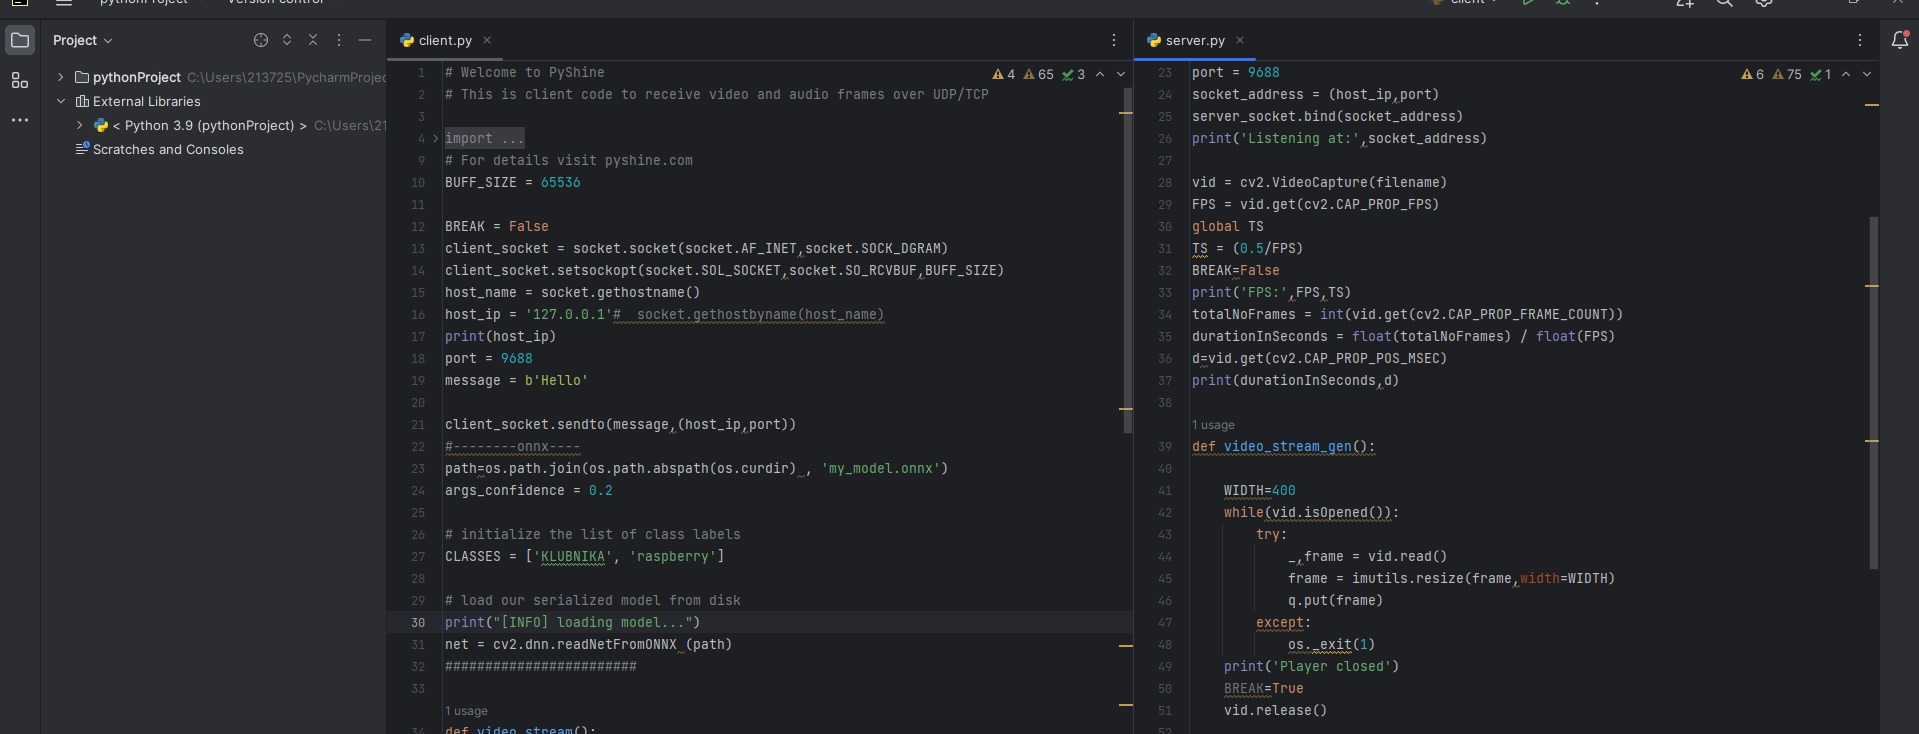 pythonProject Version control client
Project
pythonProject C:\Users\213725\PycharmProjec
External Libraries
< Python 3.9 (pythonProject) > C:\Users\21
Scratches and Consoles
client.py
4 65 3
1 # Welcome to PyShine
2 # This is client code to receive video and audio frames over UDP/TCP
3
4 import ...
9 # For details visit pyshine.com
10 BUFF_SIZE = 65536
11
12 BREAK = False
13 client_socket = socket.socket(socket.AF_INET,socket.SOCK_DGRAM)
14 client_socket.setsockopt(socket.SOL_SOCKET,socket.SO_RCVBUF,BUFF_SIZE)
15 host_name = socket.gethostname()
16 host_ip = '127.0.0.1'#  socket.gethostbyname(host_name)
17 print(host_ip)
18 port = 9688
19 message = b'Hello'
20
21 client_socket.sendto(message,(host_ip,port))
22 #--------onnx----
23 path=os.path.join(os.path.abspath(os.curdir) , 'my_model.onnx')
24 args_confidence = 0.2
25
26 # initialize the list of class labels
27 CLASSES = ['KLUBNIKA', 'raspberry']
28
29 # load our serialized model from disk
30 print("[INFO] loading model...")
31 net = cv2.dnn.readNetFromONNX (path)
32 ########################
33
1 usage
34 def video_stream():
server.py
6 75 1
23 port = 9688
24 socket_address = (host_ip,port)
25 server_socket.bind(socket_address)
26 print('Listening at:',socket_address)
27
28 vid = cv2.VideoCapture(filename)
29 FPS = vid.get(cv2.CAP_PROP_FPS)
30 global TS
31 TS = (0.5/FPS)
32 BREAK=False
33 print('FPS:',FPS,TS)
34 totalNoFrames = int(vid.get(cv2.CAP_PROP_FRAME_COUNT))
35 durationInSeconds = float(totalNoFrames) / float(FPS)
36 d=vid.get(cv2.CAP_PROP_POS_MSEC)
37 print(durationInSeconds,d)
38
1 usage
39 def video_stream_gen():
40
41 WIDTH=400
42 while(vid.isOpened()):
43 try:
44 _,frame = vid.read()
45 frame = imutils.resize(frame,width=WIDTH)
46 q.put(frame)
47 except:
48 os._exit(1)
49 print('Player closed')
50 BREAK=True
51 vid.release()
52